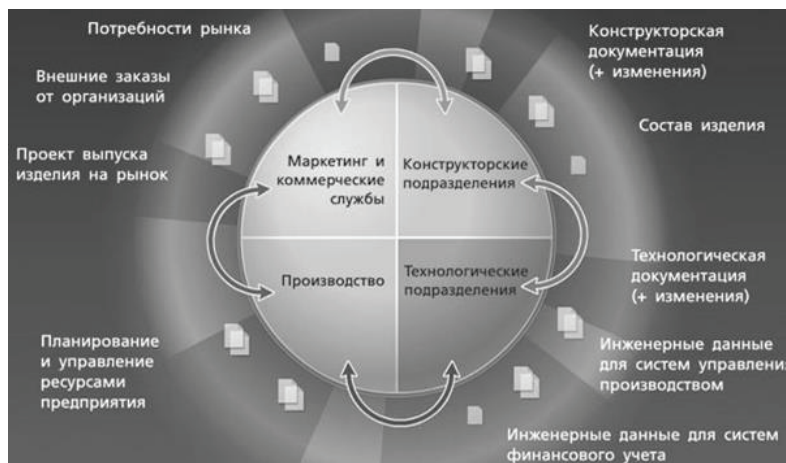 Потребности рынка
Внешние заказы
от организаций
Проект выпуска
изделия на рынок
Конструкторская
документация
(+ изменения)
Состав изделия
Маркетинг и
коммерческие
службы
Конструкторские
подразделения
Производство
Технологические
подразделения
Технологическая
документация
(+ изменения)
Планирование
и управление
ресурсами
предприятия
Инженерные данные
для систем управления
производством
Инженерные данные для систем
финансового учета